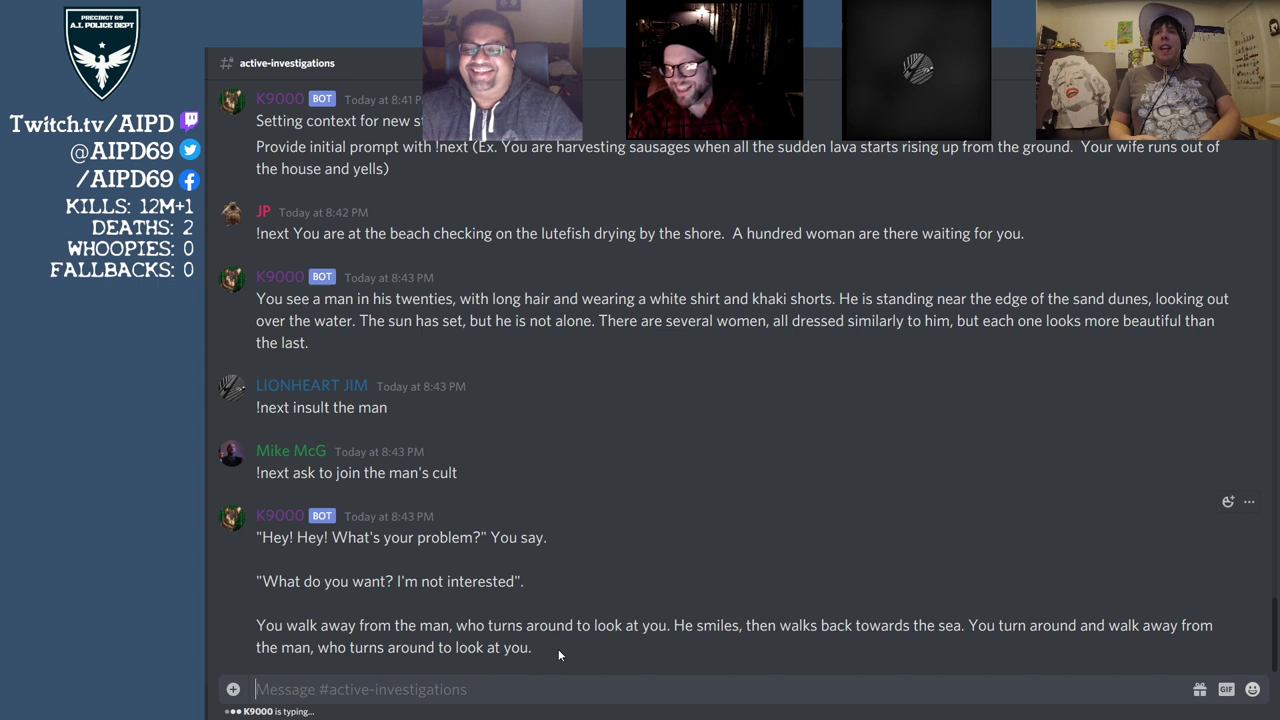 PRECINCT 69
A.I. POLICE DEPT
Twitch.tv/AIPD
@AIPD69
/AIPD69
KILLS: 12M+1
DEATHS: 2
WHOOPIES: 0
FALLBACKS: 0
active-investigations
K9000 BOT Today at 8:41 P
Setting context for new st
Provide initial prompt with !next (Ex. You are harvesting sausages when all the sudden lava starts rising up from the ground. Your wife runs out of
the house and yells)
JP Today at 8:42 PM
!next You are at the beach checking on the lutefish drying by the shore. A hundred woman are there waiting for you.
K9000 BOT Today at 8:43 PM
You see a man in his twenties, with long hair and wearing a white shirt and khaki shorts. He is standing near the edge of the sand dunes, looking out
over the water. The sun has set, but he is not alone. There are several women, all dressed similarly to him, but each one looks more beautiful than
the last.
LIONHEART JIM Today at 8:43 PM
!next insult the man
Mike McG Today at 8:43 PM
!next ask to join the man's cult
K9000 BOT Today at 8:43 PM
"Hey! Hey! What's your problem?" You say.
"What do you want? I'm not interested".
You walk away from the man, who turns around to look at you. He smiles, then walks back towards the sea. You turn around and walk away from
the man, who turns around to look at you.
Message #active-investigations
GIF
K9000 is typing...